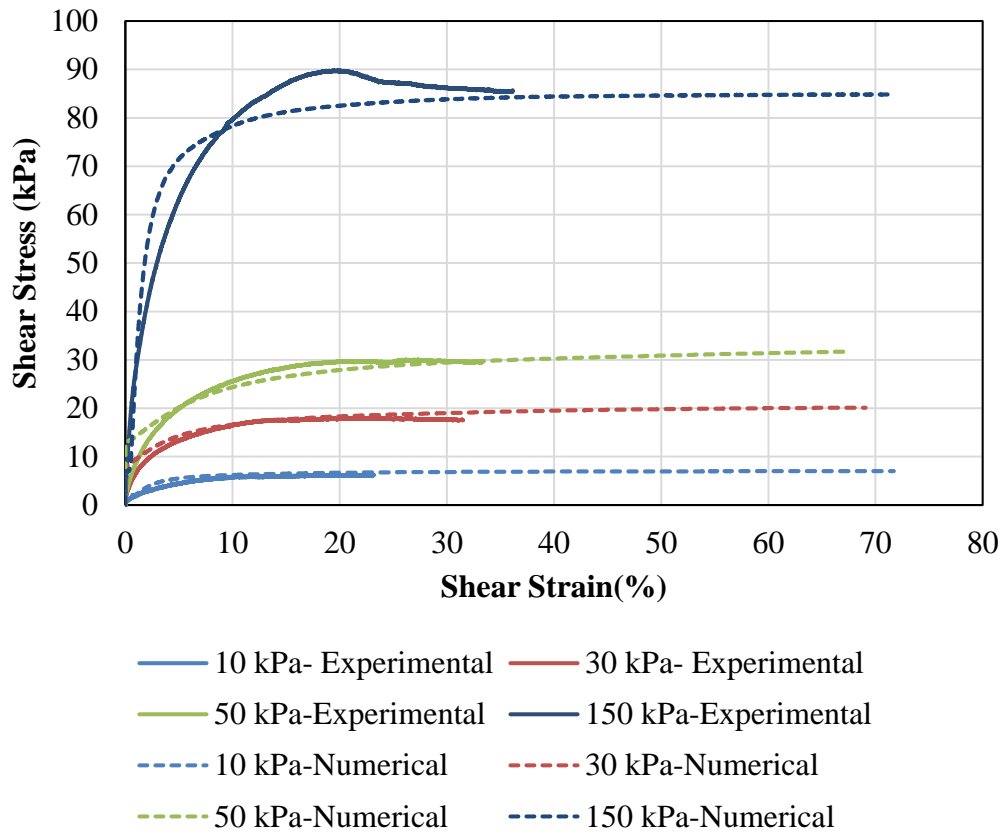 100
90
80
70
60
50
40
30
20
10
0
Shear Stress (kPa)
0 10 20 30 40 50 60 70 80
Shear Strain(%)
10 kPa- Experimental 30 kPa- Experimental
50 kPa-Experimental 150 kPa-Experimental
10 kPa-Numerical 30 kPa-Numerical
50 kPa-Numerical 150 kPa-Numerical